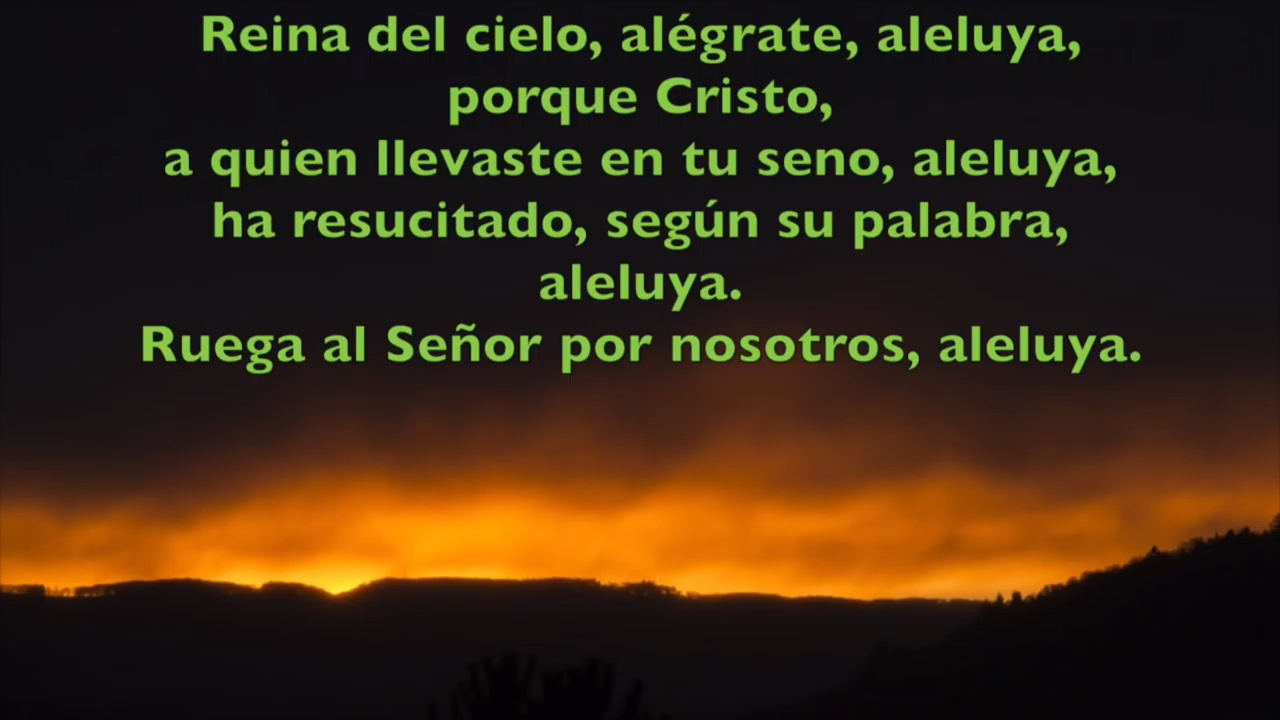 Reina del cielo, alégrate, aleluya,
porque Cristo,
a quien llevaste en tu seno, aleluya,
ha resucitado, según su palabra,
aleluya.
Ruega al Señor por nosotros, aleluya.